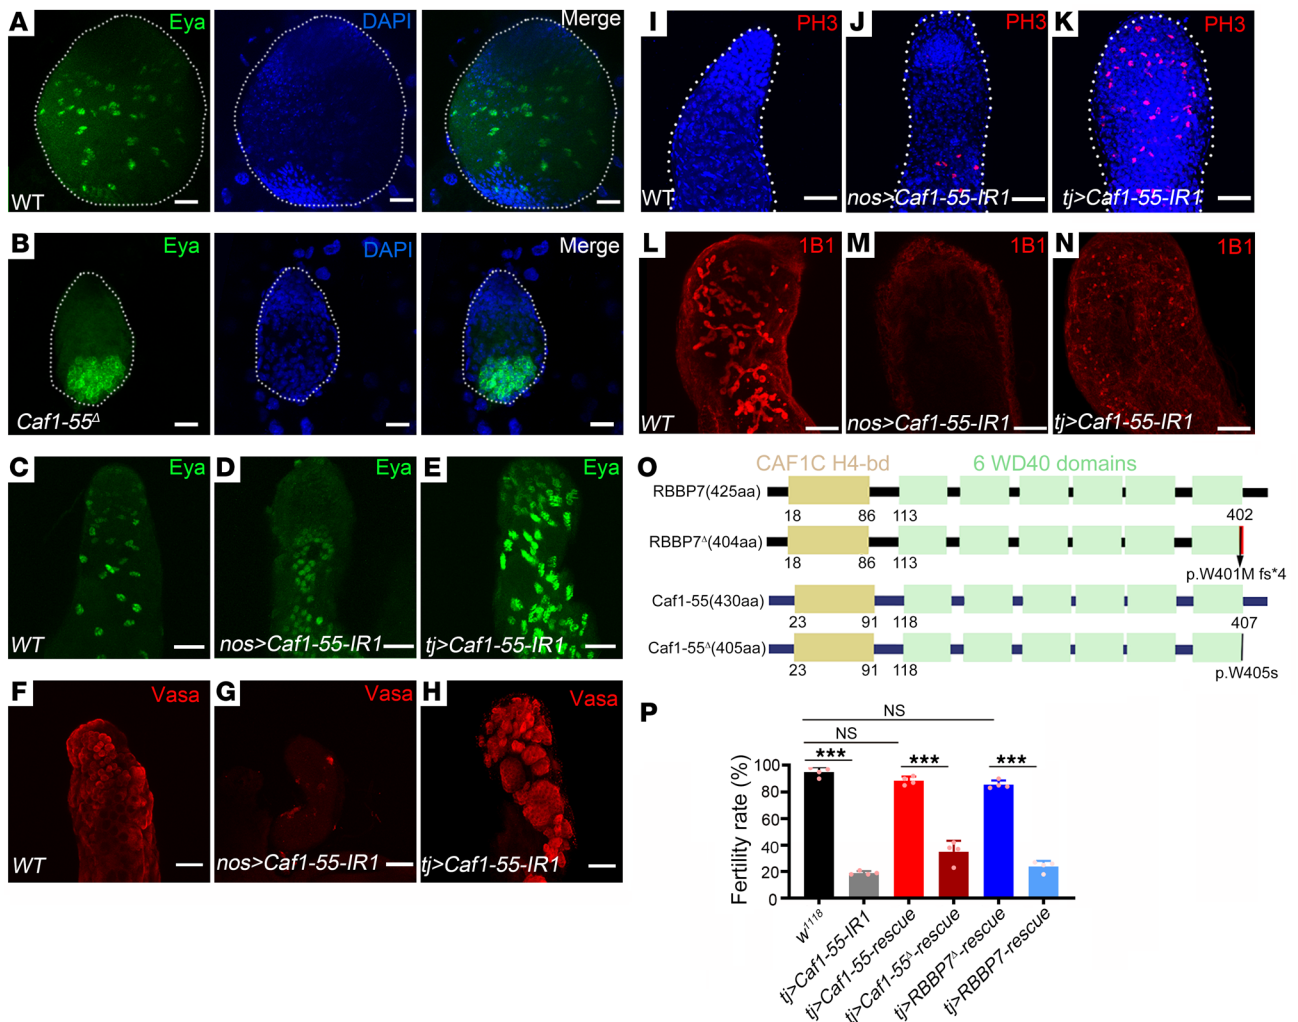 A Eya DAPI Merge
WT
B Eya DAPI Merge
Caf1-55Δ
C Eya D Eya E Eya
WT nos>Caf1-55-IR1 tj>Caf1-55-IR1
F Vasa G Vasa H Vasa
WT nos>Caf1-55-IR1 tj>Caf1-55-IR1
I PH3 J PH3 K PH3
WT nos>Caf1-55-IR1 tj>Caf1-55-IR1
L 1B1 M 1B1 N 1B1
WT nos>Caf1-55-IR1 tj>Caf1-55-IR1
O CAF1C H4-bd 6 WD40 domains
RBBP7(425aa)
18 86 113 402
RBBP7Δ(404aa)
18 86 113
p.W401M fs*4
Caf1-55(430aa)
23 91 118 407
Caf1-55Δ(405aa)
23 91 118
p.W405s
P
NS
NS
*** *** ***
Fertility rate (%)
100
80
60
40
20
0
w1118
tj>Caf1-55-IR1
tj>Caf1-55-rescue
tj>Caf1-55Δ-rescue
tj>RBBP7Δ-rescue
tj>RBBP7-rescue